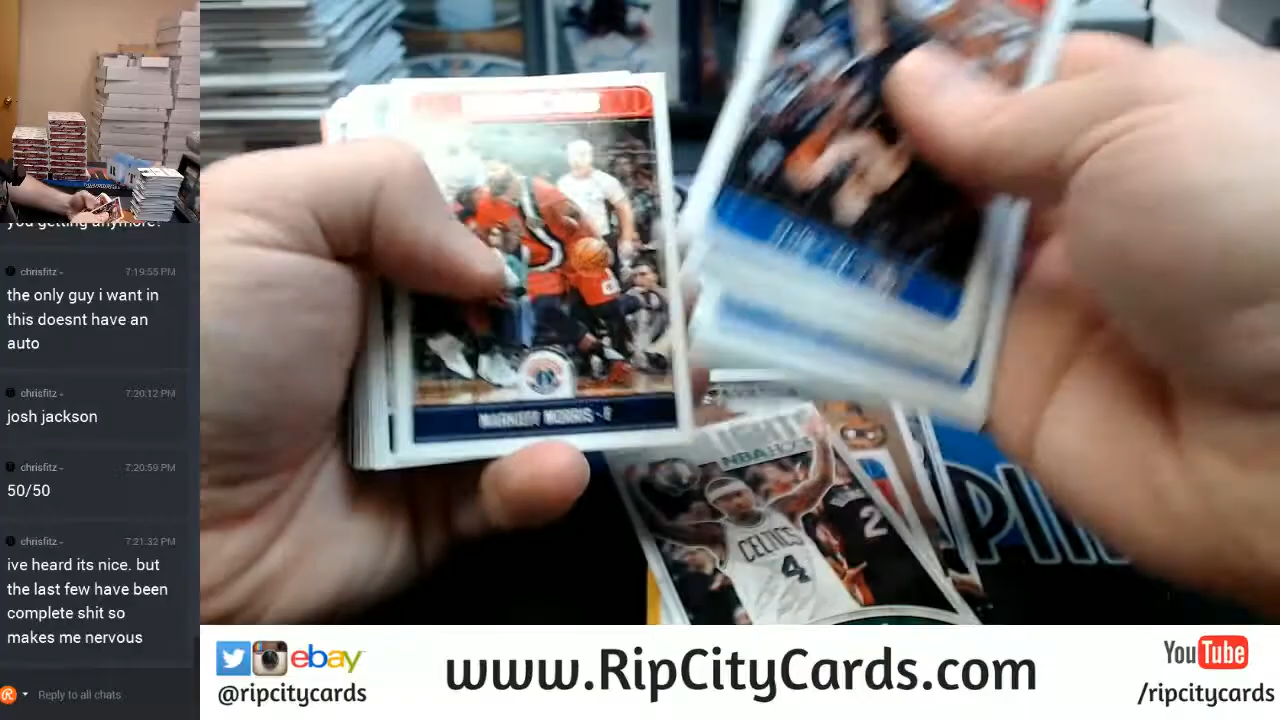 you getting anymore?
chrisfitz - 7:19:55 PM
the only guy i want in
this doesnt have an
auto
chrisfitz - 7:20:12 PM
josh jackson
chrisfitz - 7:20:59 PM
50/50
chrisfitz - 7:21:32 PM
ive heard its nice. but
the last few have been
complete shit so
makes me nervous
Reply to all chats
MARKIEFF MORRIS - F
NBA HOOPS
CELTICS
4
2
ebay
@ripcitycards
www.RipCityCards.com
YouTube
/ripcitycards